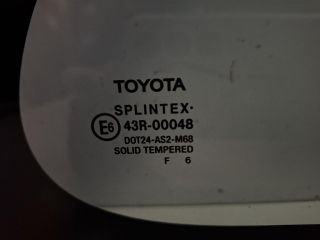 TOYOTA
SPLINTEX·
E6 43R-00048
DOT24-AS2-M68
SOLID TEMPERED
F 6